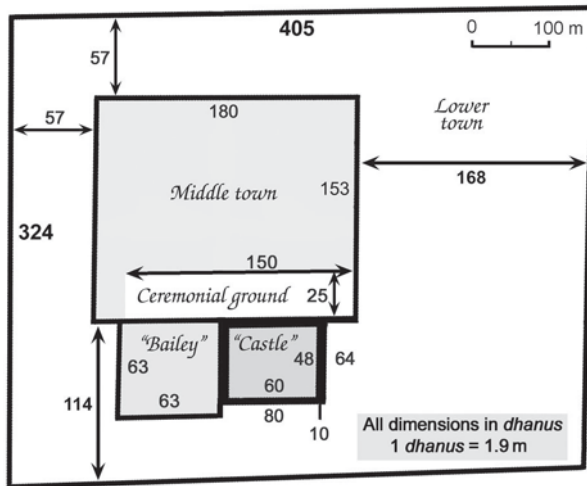 405
0 100 m
57
57
180
Lower
town
168
Middle town
153
324
150
Ceremonial ground
25
"Bailey"
"Castle"
63
48
64
60
63
80
114
10
All dimensions in dhanus
1 dhanus = 1.9 m